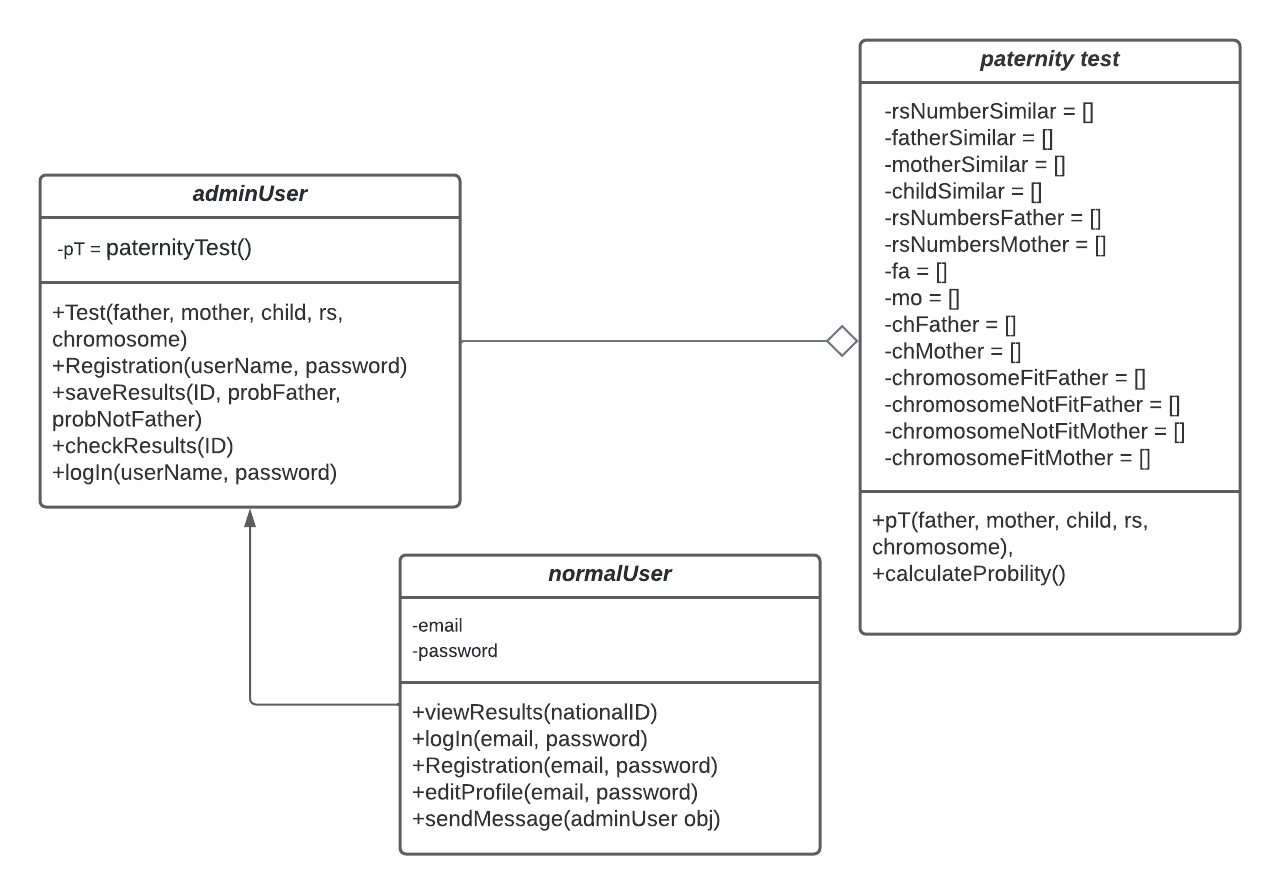 adminUser
-pT = paternityTest()
+Test(father, mother, child, rs,
chromosome)
+Registration(userName, password)
+saveResults(ID, probFather,
probNotFather)
+checkResults(ID)
+logIn(userName, password)
normalUser
-email
-password
+viewResults(nationalID)
+logIn(email, password)
+Registration(email, password)
+editProfile(email, password)
+sendMessage(adminUser obj)
paternity test
-rsNumberSimilar = []
-fatherSimilar = []
-motherSimilar = []
-childSimilar = []
-rsNumbersFather = []
-rsNumbersMother = []
-fa = []
-mo = []
-chFather = []
-chMother = []
-chromosomeFitFather = []
-chromosomeNotFitFather = []
-chromosomeNotFitMother = []
-chromosomeFitMother = []
+pT(father, mother, child, rs,
chromosome),
+calculateProbility()